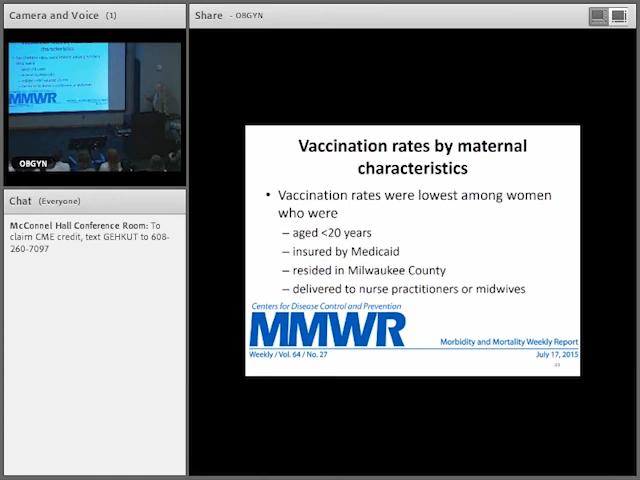 Camera and Voice (1)
OBGYN
Chat (Everyone)
McConnel Hall Conference Room: To
claim CME credit, text GEHKUT to 608-
260-7097
Share - OBGYN
Vaccination rates by maternal
characteristics
• Vaccination rates were lowest among women
who were
– aged <20 years
– insured by Medicaid
– resided in Milwaukee County
– delivered to nurse practitioners or midwives
Centers for Disease Control and Prevention
MMWR
Morbidity and Mortality Weekly Report
Weekly / Vol. 64 / No. 27
July 17, 2015